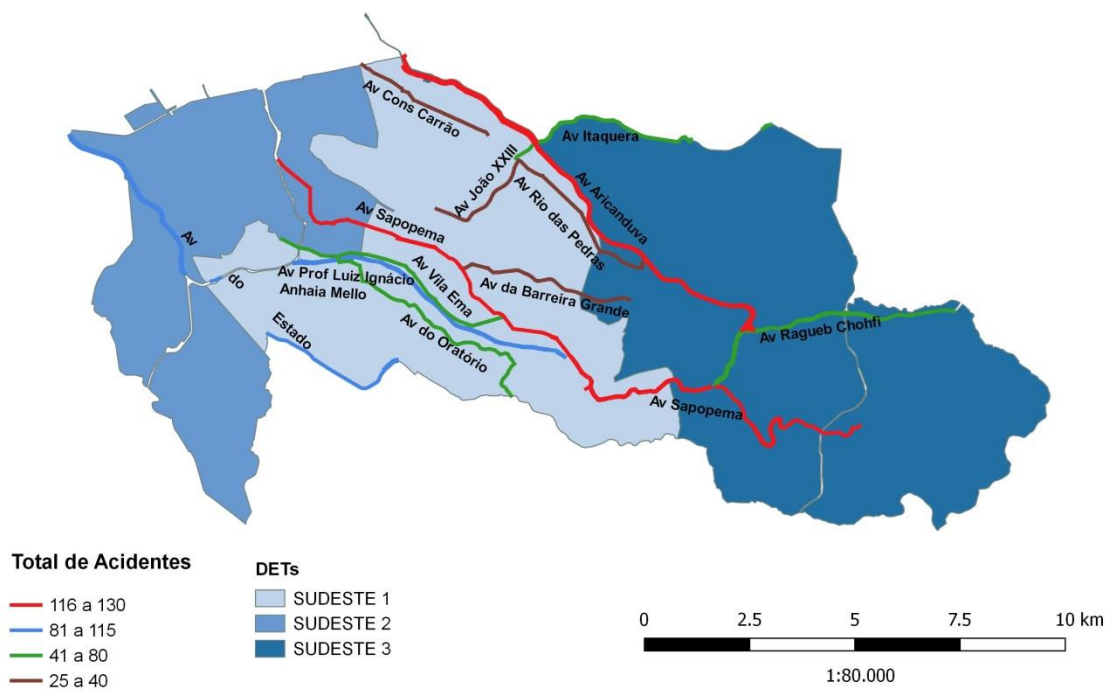 Av Cons Carrão
Av Itaquera
Av João XXIII
Av Aricanduva
Av Rio das Pedras
Av Sapopema
Av
do
Estado
Av Prof Luiz Ignácio
Anhaia Mello
Av Vila Ema
Av da Barreira Grande
Av do Oratório
Av Ragueb Chohfi
Av Sapopema
Total de Acidentes
116 a 130
81 a 115
41 a 80
25 a 40
DETs
SUDESTE 1
SUDESTE 2
SUDESTE 3
0 2.5 5 7.5 10 km
1:80.000